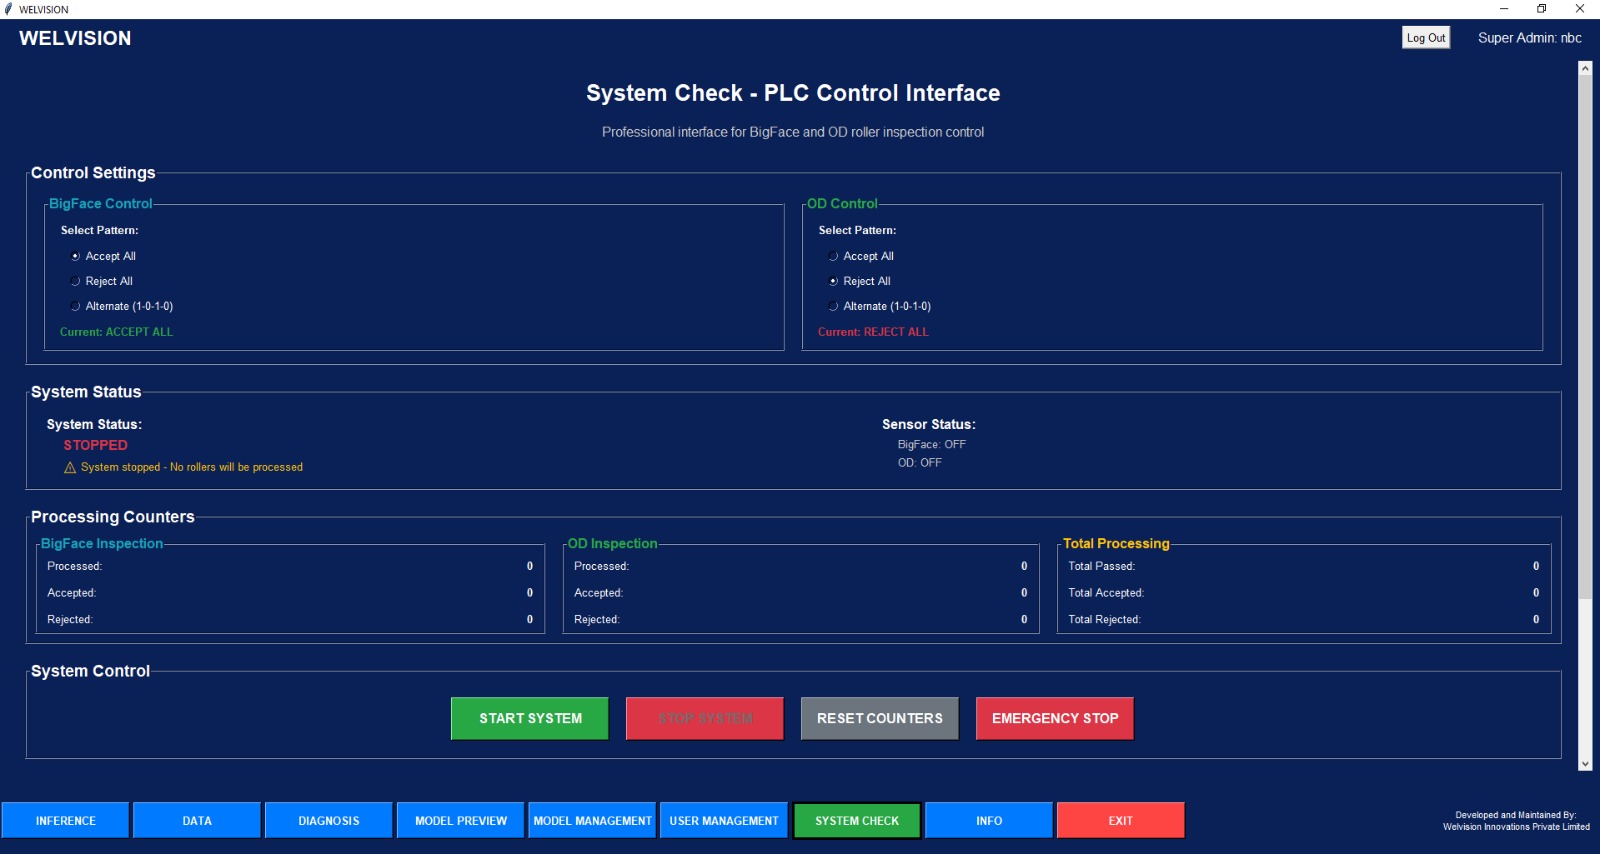 WELVISION
WELVISION
Log Out
Super Admin: nbc
System Check - PLC Control Interface
Professional interface for BigFace and OD roller inspection control
Control Settings
BigFace Control
Select Pattern:
Accept All
Reject All
Alternate (1-0-1-0)
Current: ACCEPT ALL
OD Control
Select Pattern:
Accept All
Reject All
Alternate (1-0-1-0)
Current: REJECT ALL
System Status
System Status:
STOPPED
⚠ System stopped - No rollers will be processed
Sensor Status:
BigFace: OFF
OD: OFF
Processing Counters
BigFace Inspection
Processed: 0
Accepted: 0
Rejected: 0
OD Inspection
Processed: 0
Accepted: 0
Rejected: 0
Total Processing
Total Passed: 0
Total Accepted: 0
Total Rejected: 0
System Control
START SYSTEM
STOP SYSTEM
RESET COUNTERS
EMERGENCY STOP
INFERENCE
DATA
DIAGNOSIS
MODEL PREVIEW
MODEL MANAGEMENT
USER MANAGEMENT
SYSTEM CHECK
INFO
EXIT
Developed and Maintained By:
Welvision Innovations Private Limited